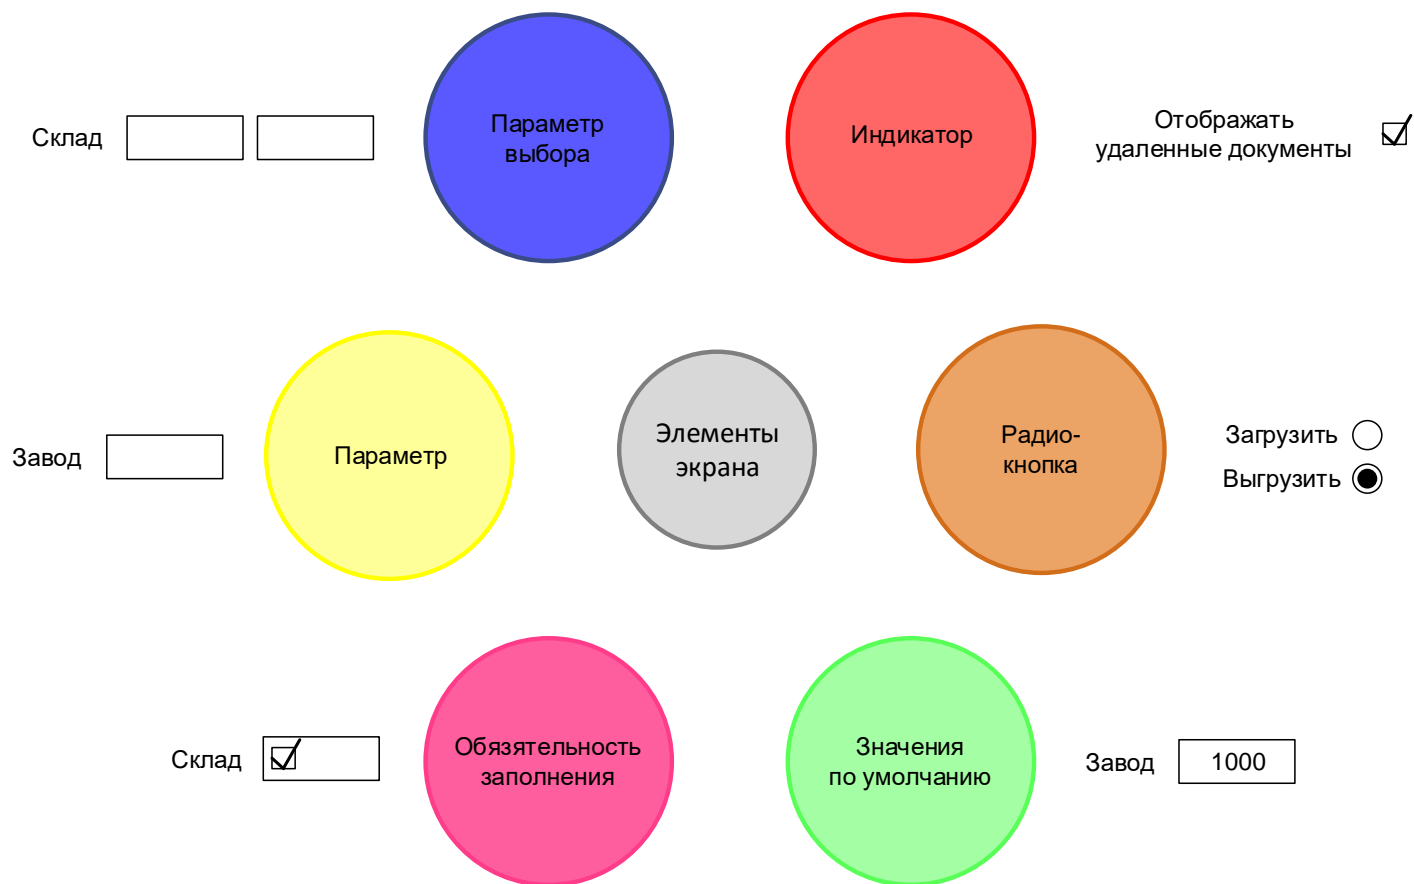 Склад
Параметр
выбора
Индикатор
Отображать
удаленные документы
Завод
Параметр
Элементы
экрана
Радио-
кнопка
Загрузить
Выгрузить
Склад
Обязятельность
заполнения
Значения
по умолчанию
Завод
1000